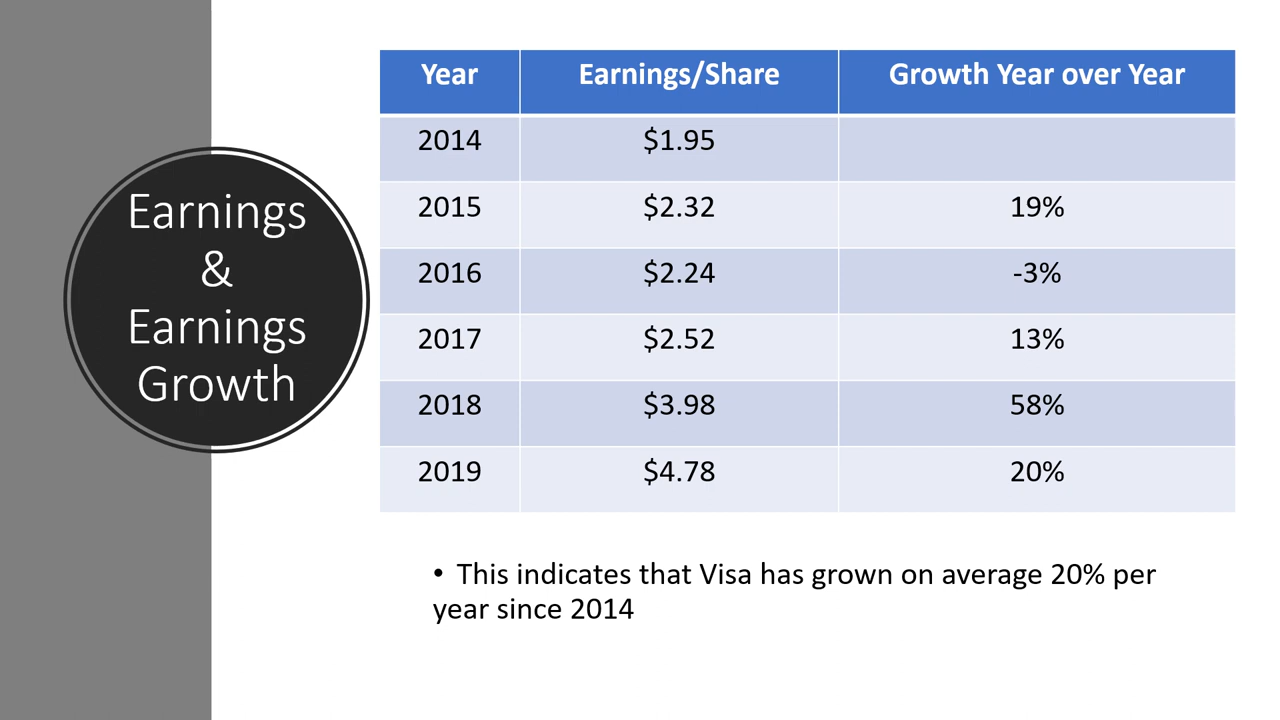 Earnings
&
Earnings
Growth
Year Earnings/Share Growth Year over Year
2014 $1.95
2015 $2.32 19%
2016 $2.24 -3%
2017 $2.52 13%
2018 $3.98 58%
2019 $4.78 20%
• This indicates that Visa has grown on average 20% per
year since 2014